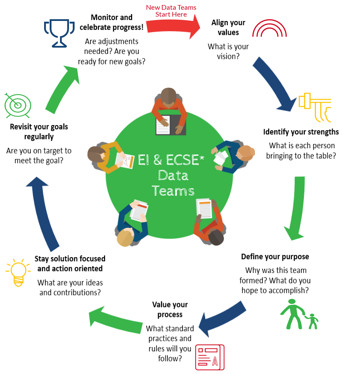 New Data Teams
Start Here
Monitor and
celebrate progress!
Are adjustments
needed? Are you
ready for new goals?
Align your
values
What is your
vision?
Identify your strengths
What is each person
bringing to the table?
Define your purpose
Why was this team
formed? What do you
hope to accomplish?
Value your
process
What standard
practices and
rules will you
follow?
Stay solution focused
and action oriented
What are your ideas
and contributions?
Revisit your goals
regularly
Are you on target to
meet the goal?
EI & ECSE*
Data
Teams
A